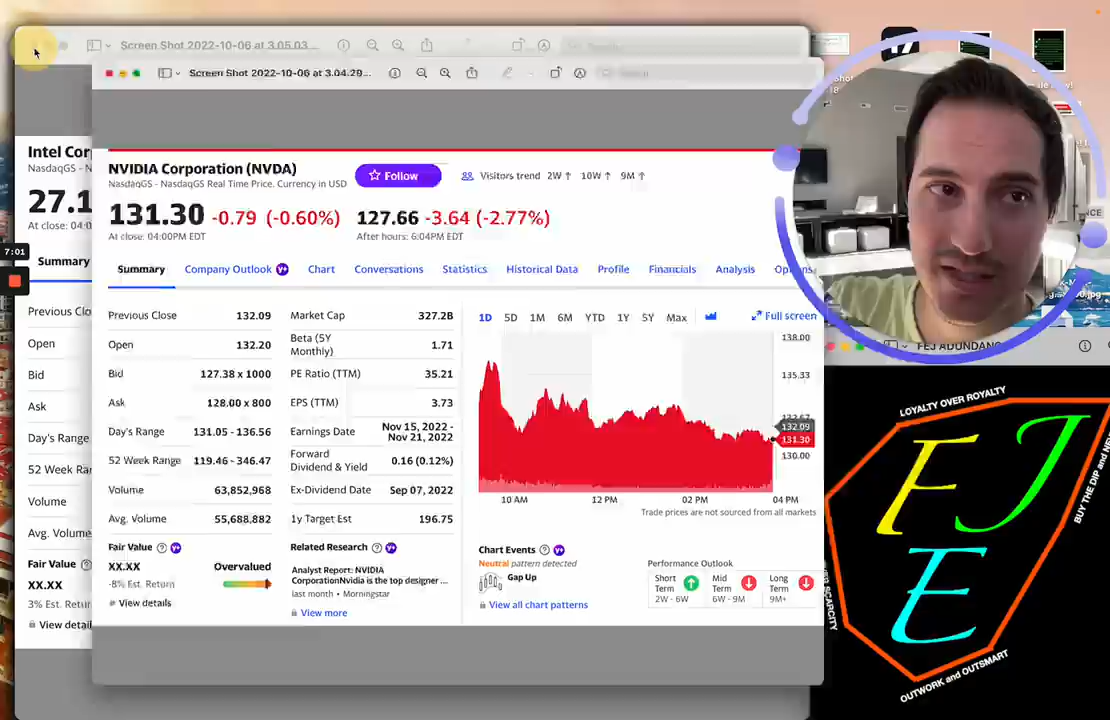 Screen Shot 2022-10-06 at 3.05.03...
Screen Shot 2022-10-06 at 3.04.29...
Intel Cor
NasdaqGS - N
27.1
At close: 04:0
7:01
Summary
Previous Clo
Open
Bid
Ask
Day's Range
52 Week Ran
Volume
Avg. Volume
Fair Value
XX.XX
3% Est. Return
View detail
NVIDIA Corporation (NVDA)
NasdaqGS - NasdaqGS Real Time Price. Currency in USD
Follow
Visitors trend 2W↑ 10W↑ 9M↑
131.30 -0.79 (-0.60%) 127.66 -3.64 (-2.77%)
At close: 04:00PM EDT After hours: 6:04PM EDT
Summary Company Outlook Y+ Chart Conversations Statistics Historical Data Profile Financials Analysis Options
Previous Close 132.09
Open 132.20
Bid 127.38 x 1000
Ask 128.00 x 800
Day's Range 131.05 - 136.56
52 Week Range 119.46 - 346.47
Volume 63,852,968
Avg. Volume 55,688,882
Market Cap 327.2B
Beta (5Y
Monthly) 1.71
PE Ratio (TTM) 35.21
EPS (TTM) 3.73
Earnings Date Nov 15, 2022 -
Nov 21, 2022
Forward
Dividend & Yield 0.16 (0.12%)
Ex-Dividend Date Sep 07, 2022
1y Target Est 196.75
Fair Value ? Y+
XX.XX Overvalued
-8% Est. Return
View details
Related Research ? Y+
Analyst Report: NVIDIA
CorporationNvidia is the top designer ...
last month • Morningstar
View more
1D 5D 1M 6M YTD 1Y 5Y Max Full screen
138.00
135.33
132.67
132.09
131.30
130.00
10 AM 12 PM 02 PM 04 PM
Trade prices are not sourced from all markets
Chart Events ? Y+
Neutral pattern detected
Gap Up
View all chart patterns
Performance Outlook
Short
Term
2W - 6W
Mid
Term
6W - 9M
Long
Term
9M+
FEJ ADUNDANC
LOYALTY OVER ROYALTY
FJE
OUTWORK and OUTSMART